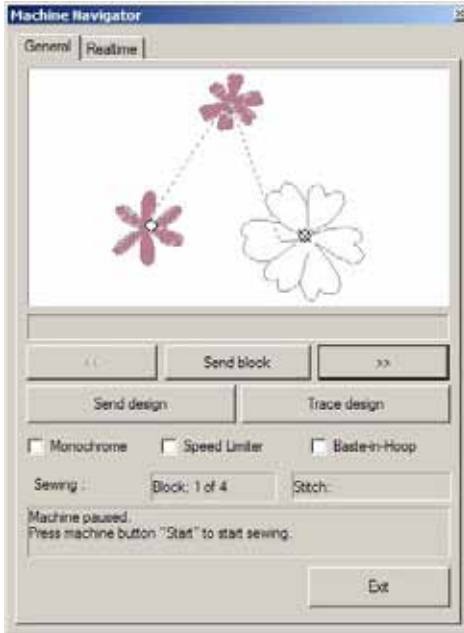 Machine Navigator
General Realtime
<< Send block >>
Send design Trace design
Monochrome Speed Limiter Baste-in-Hoop
Sewing : Block: 1 of 4 Stitch:
Machine paused.
Press machine button "Start" to start sewing.
Exit